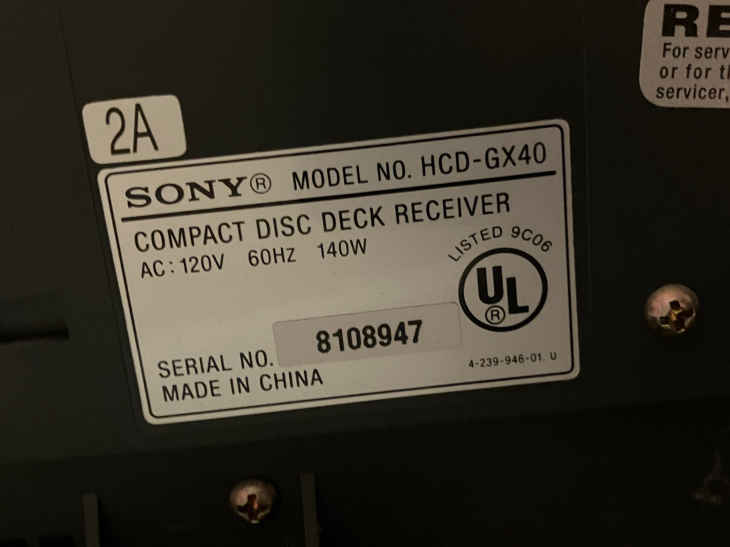 2A
SONY® MODEL NO. HCD-GX40
COMPACT DISC DECK RECEIVER
AC: 120V 60HZ 140W
LISTED 9C06
UL
®
SERIAL NO. 8108947
MADE IN CHINA
4-239-946-01. U
RE
For serv
or for th
servicer,